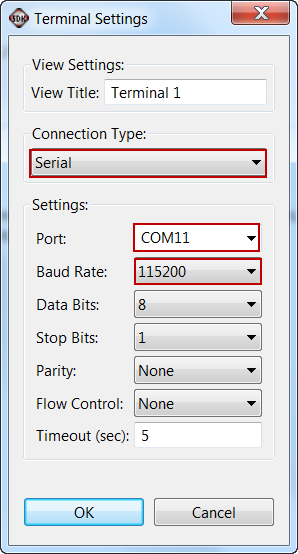 SDK Terminal Settings
View Settings:
View Title: Terminal 1
Connection Type:
Serial
Settings:
Port: COM11
Baud Rate: 115200
Data Bits: 8
Stop Bits: 1
Parity: None
Flow Control: None
Timeout (sec): 5
OK Cancel